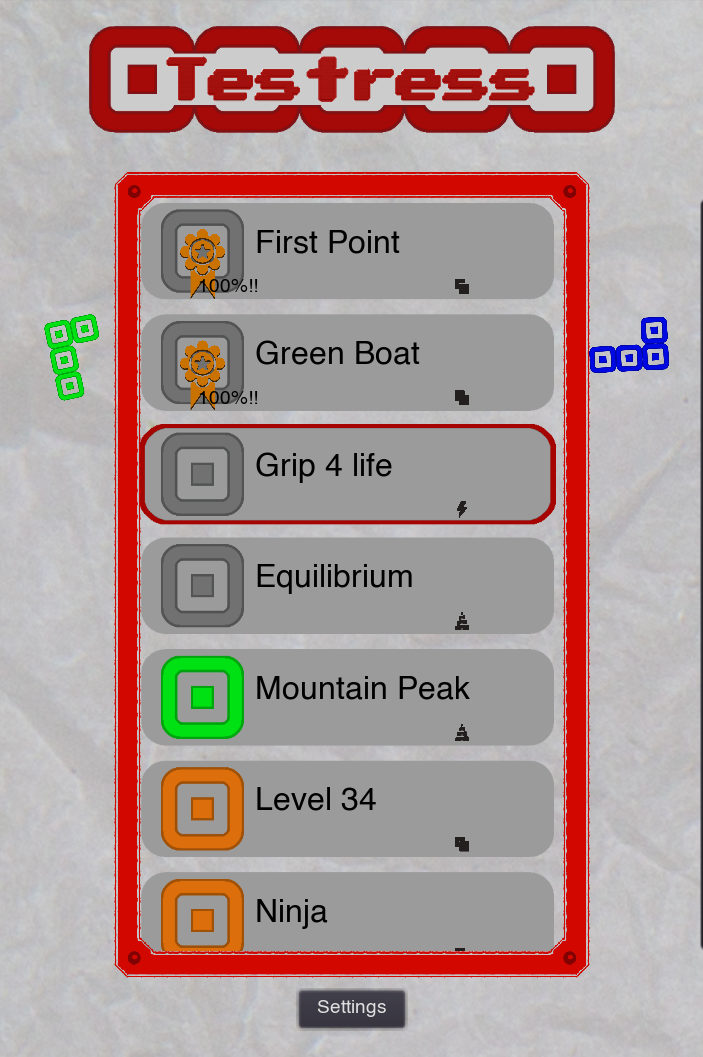 Testress
First Point
100%!!
Green Boat
100%!!
Grip 4 life
Equilibrium
Mountain Peak
Level 34
Ninja
Settings